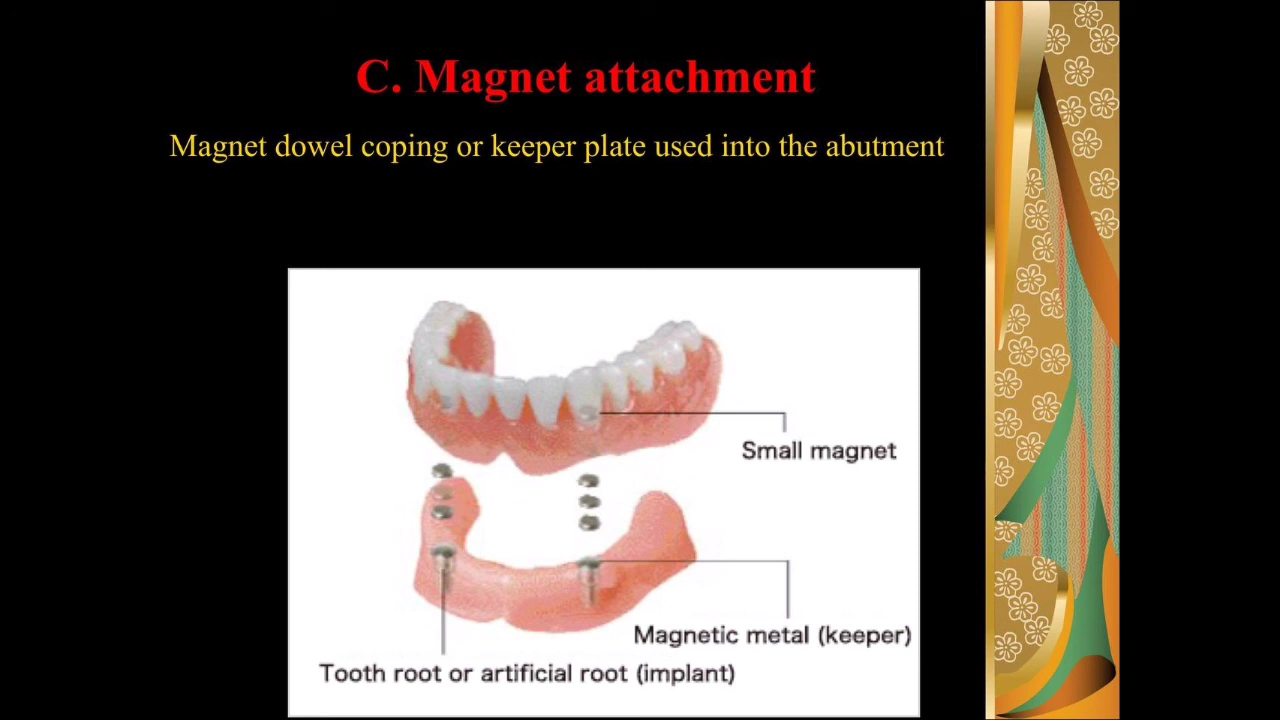 C. Magnet attachment
Magnet dowel coping or keeper plate used into the abutment
Small magnet
Magnetic metal (keeper)
Tooth root or artificial root (implant)